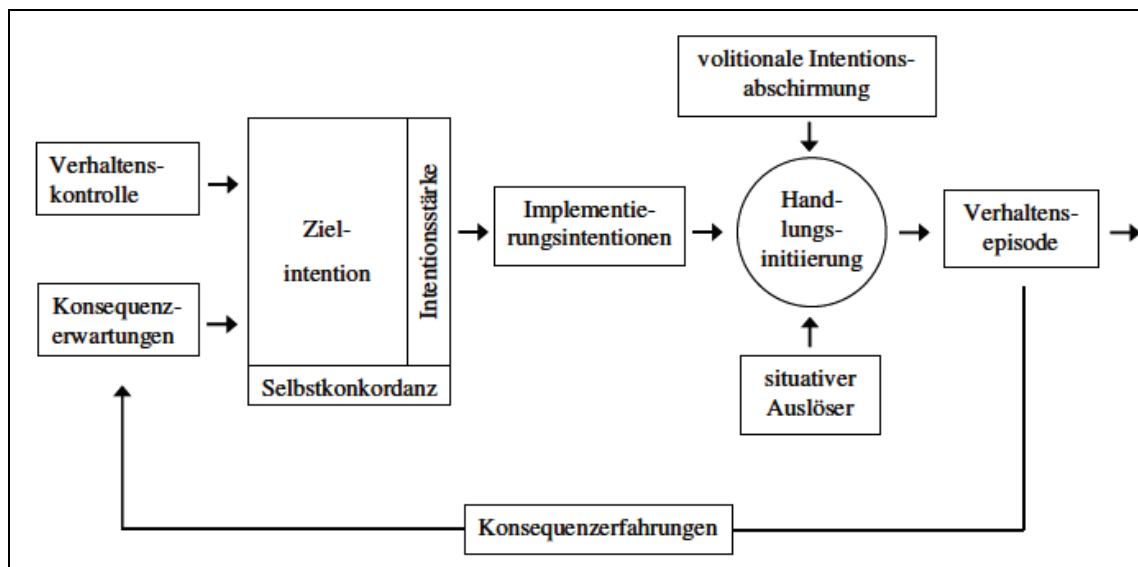 volitionale Intentions-
abschirmung
Verhaltens-
kontrolle
Konsequenz-
erwartungen
Ziel-
intention
Intentionsstärke
Selbstkonkordanz
Implementie-
rungsintentionen
Hand-
lungs-
initiierung
situativer
Auslöser
Verhaltens-
episode
Konsequenzerfahrungen